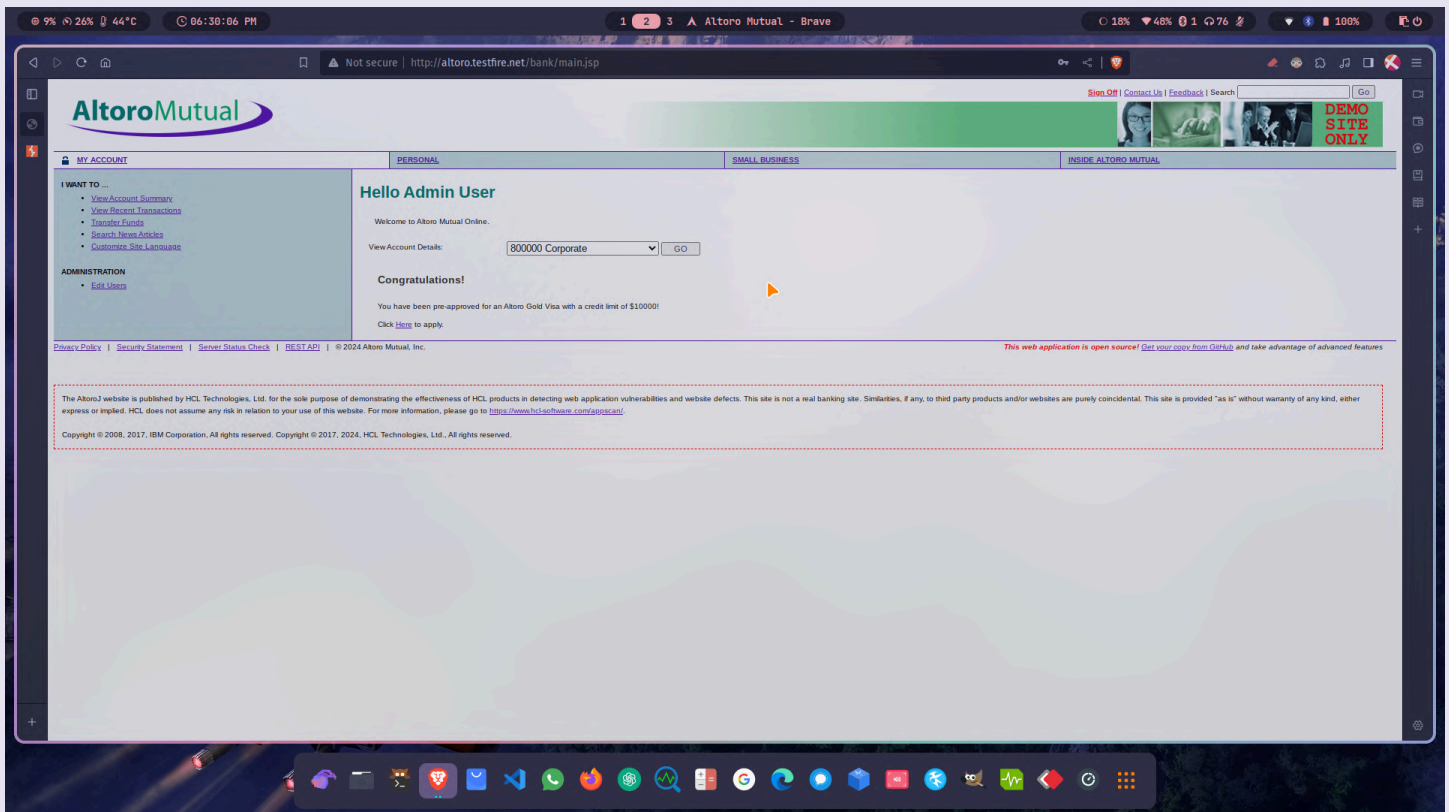 9% 26% 44°C 06:30:06 PM 1 2 3 Altoro Mutual - Brave 18% 48% 1 76 100%
Not secure http://altoro.testfire.net/bank/main.jsp
Sign Off | Contact Us | Feedback | Search Go
AltoroMutual
DEMO
SITE
ONLY
MY ACCOUNT PERSONAL SMALL BUSINESS INSIDE ALTORO MUTUAL
I WANT TO ...
View Account Summary
View Recent Transactions
Transfer Funds
Search News Articles
Customize Site Language
ADMINISTRATION
Edit Users
Hello Admin User
Welcome to Altoro Mutual Online.
View Account Details: 800000 Corporate GO
Congratulations!
You have been pre-approved for an Altoro Gold Visa with a credit limit of $10000!
Click Here to apply.
Privacy Policy | Security Statement | Server Status Check | REST API | © 2024 Altoro Mutual, Inc. This web application is open source! Get your copy from GitHub and take advantage of advanced features
The AltoroJ website is published by HCL Technologies, Ltd. for the sole purpose of demonstrating the effectiveness of HCL products in detecting web application vulnerabilities and website defects. This site is not a real banking site. Similarities, if any, to third party products and/or websites are purely coincidental. This site is provided "as is" without warranty of any kind, either
express or implied. HCL does not assume any risk in relation to your use of this website. For more information, please go to https://www.hcl-software.com/appscan/.
Copyright © 2008, 2017, IBM Corporation, All rights reserved. Copyright © 2017, 2024, HCL Technologies, Ltd., All rights reserved.